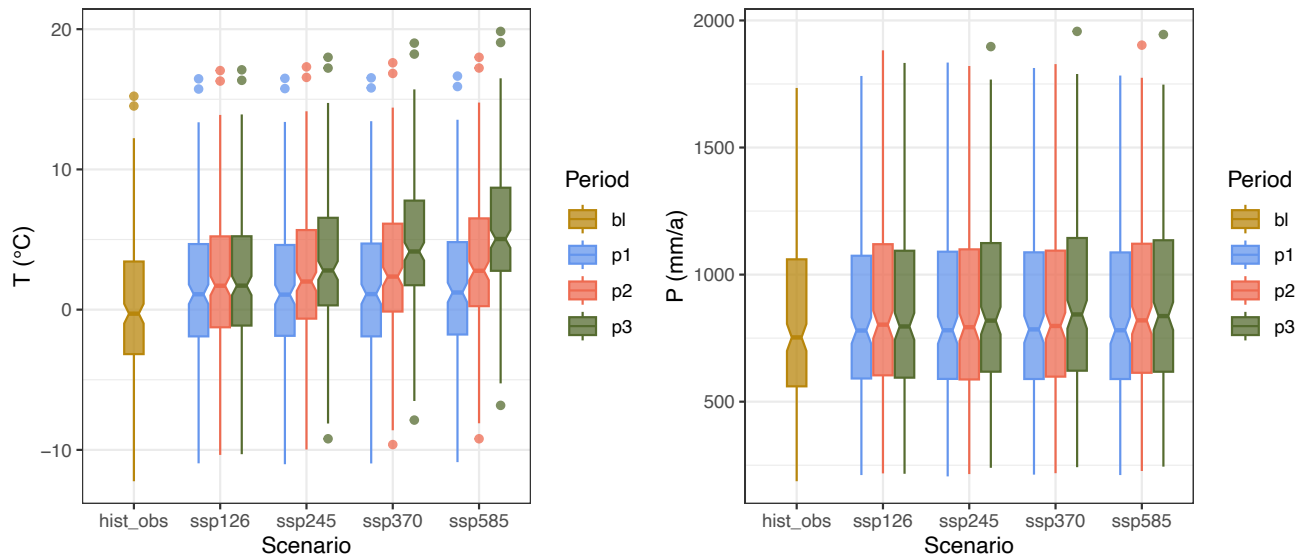 T (°C)
20
10
0
−10
hist_obs
ssp126
ssp245
ssp370
ssp585
Scenario
Period
bl
p1
p2
p3
P (mm/a)
2000
1500
1000
500
hist_obs
ssp126
ssp245
ssp370
ssp585
Scenario
Period
bl
p1
p2
p3